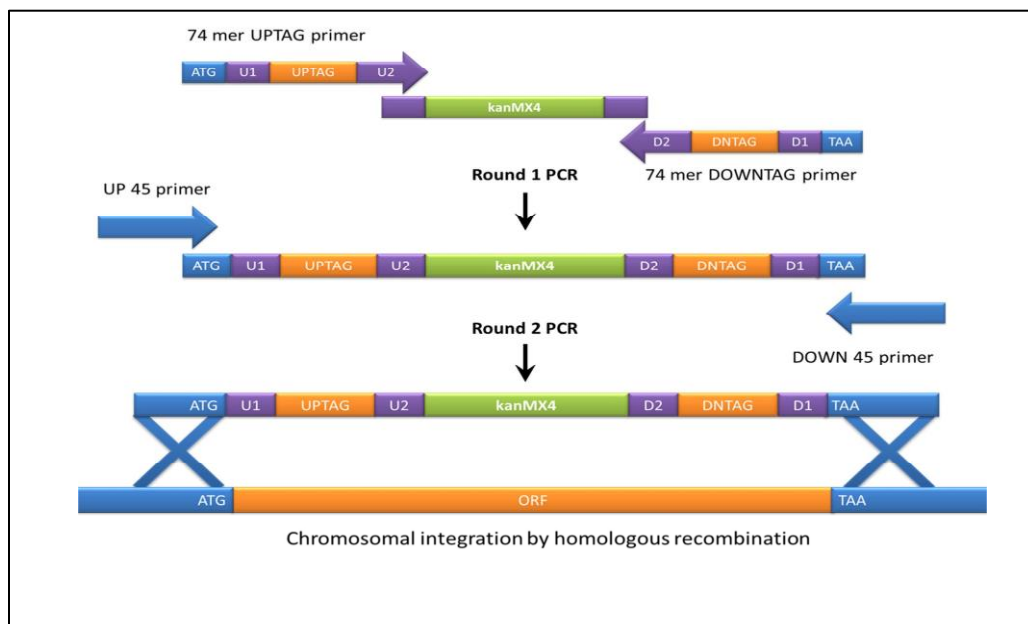 74 mer UPTAG primer
ATG U1 UPTAG U2
kanMX4
D2 DNTAG D1 TAA
Round 1 PCR
74 mer DOWNTAG primer
UP 45 primer
ATG U1 UPTAG U2 kanMX4 D2 DNTAG D1 TAA
Round 2 PCR
DOWN 45 primer
ATG U1 UPTAG U2 kanMX4 D2 DNTAG D1 TAA
ATG ORF TAA
Chromosomal integration by homologous recombination